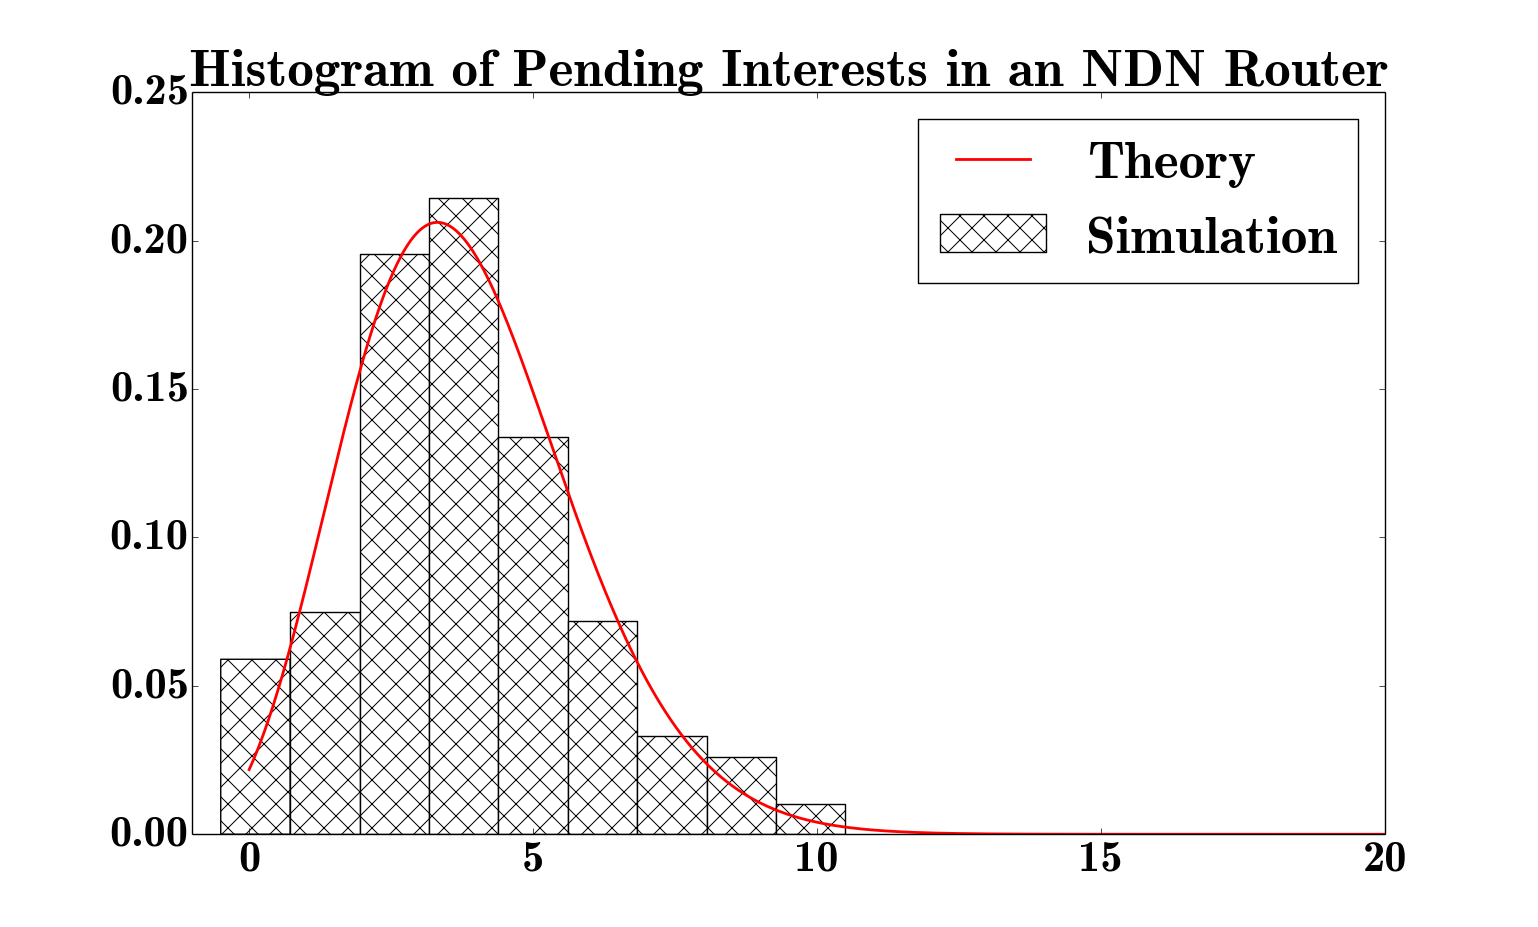 Histogram of Pending Interests in an NDN Router
0.25
0.20
0.15
0.10
0.05
0.00
Theory
Simulation
0 5 10 15 20